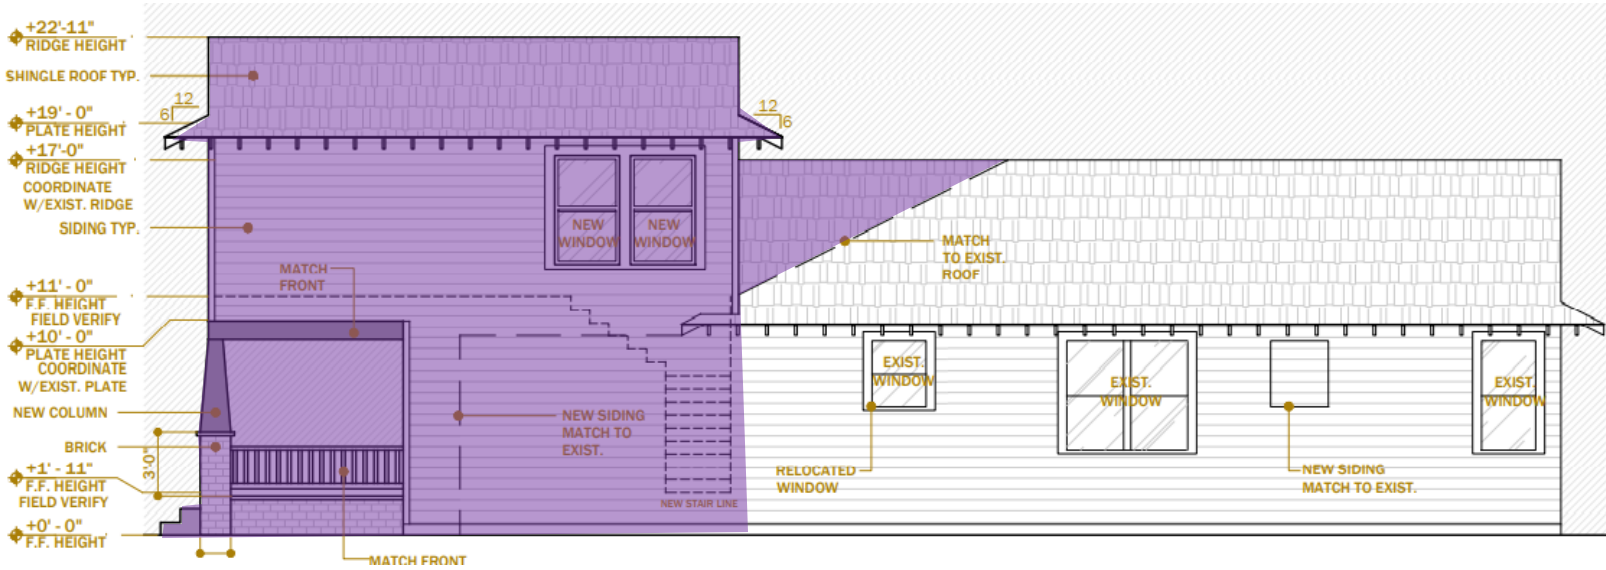 +22'-11"
RIDGE HEIGHT
SHINGLE ROOF TYP.
12
6
+19' - 0"
PLATE HEIGHT
12
6
+17'-0"
RIDGE HEIGHT
COORDINATE
W/EXIST. RIDGE
SIDING TYP.
NEW
WINDOW
NEW
WINDOW
MATCH
TO EXIST.
ROOF
MATCH
FRONT
+11' - 0"
F.F. HEIGHT
FIELD VERIFY
+10' - 0"
PLATE HEIGHT
COORDINATE
W/EXIST. PLATE
EXIST.
WINDOW
EXIST.
WINDOW
EXIST.
WINDOW
NEW COLUMN
NEW SIDING
MATCH TO
EXIST.
BRICK
3'0"
+1' - 11"
F.F. HEIGHT
FIELD VERIFY
RELOCATED
WINDOW
NEW SIDING
MATCH TO EXIST.
NEW STAIR LINE
+0' - 0"
F.F. HEIGHT
MATCH FRONT